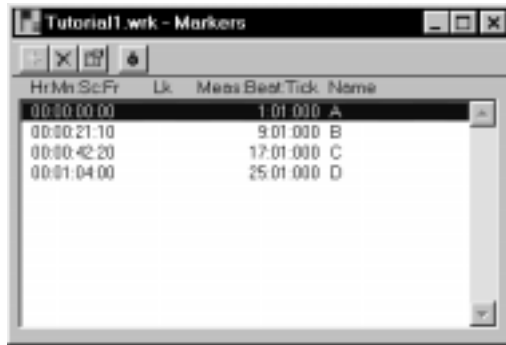 Tutorial1.wrk - Markers
Hr:Mn:Sc:Fr Lk Meas:Beat:Tick Name
00:00:00:00 1:01:000 A
00:00:21:10 9:01:000 B
00:00:42:20 17:01:000 C
00:01:04:00 25:01:000 D